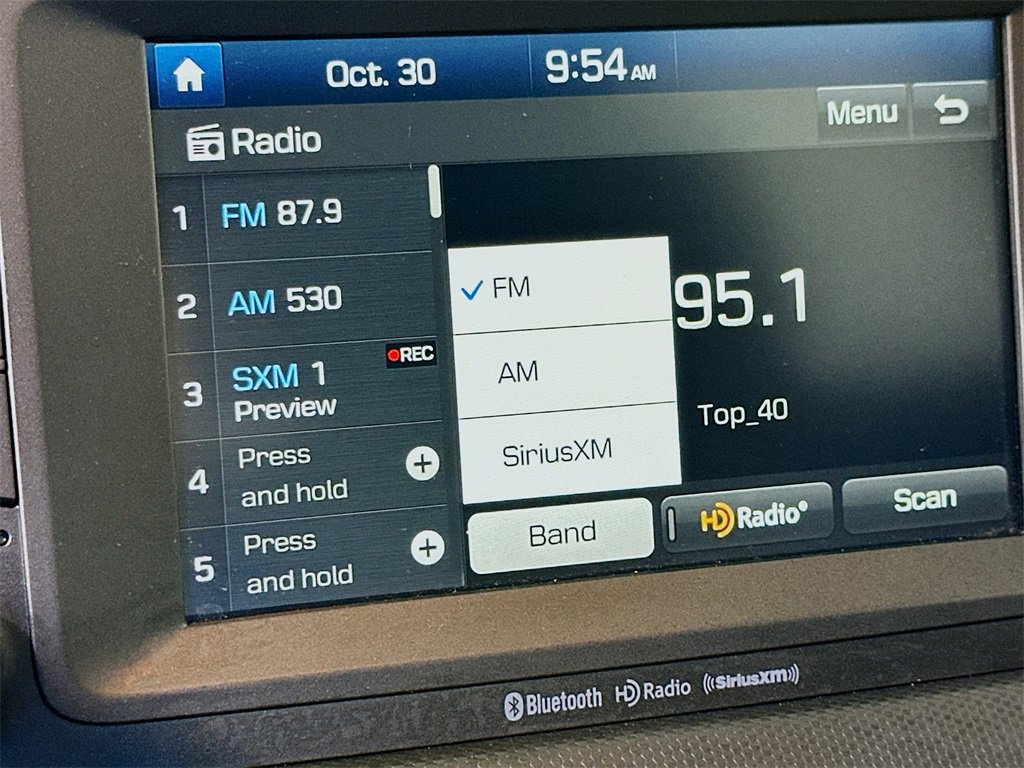 Oct. 30
9:54 AM
Radio
Menu
1 FM 87.9
2 AM 530
3 SXM 1 REC
Preview
4 Press
and hold
5 Press
and hold
FM
AM
SiriusXM
95.1
Top_40
Band
HD Radio®
Scan
Bluetooth HD Radio SiriusXM